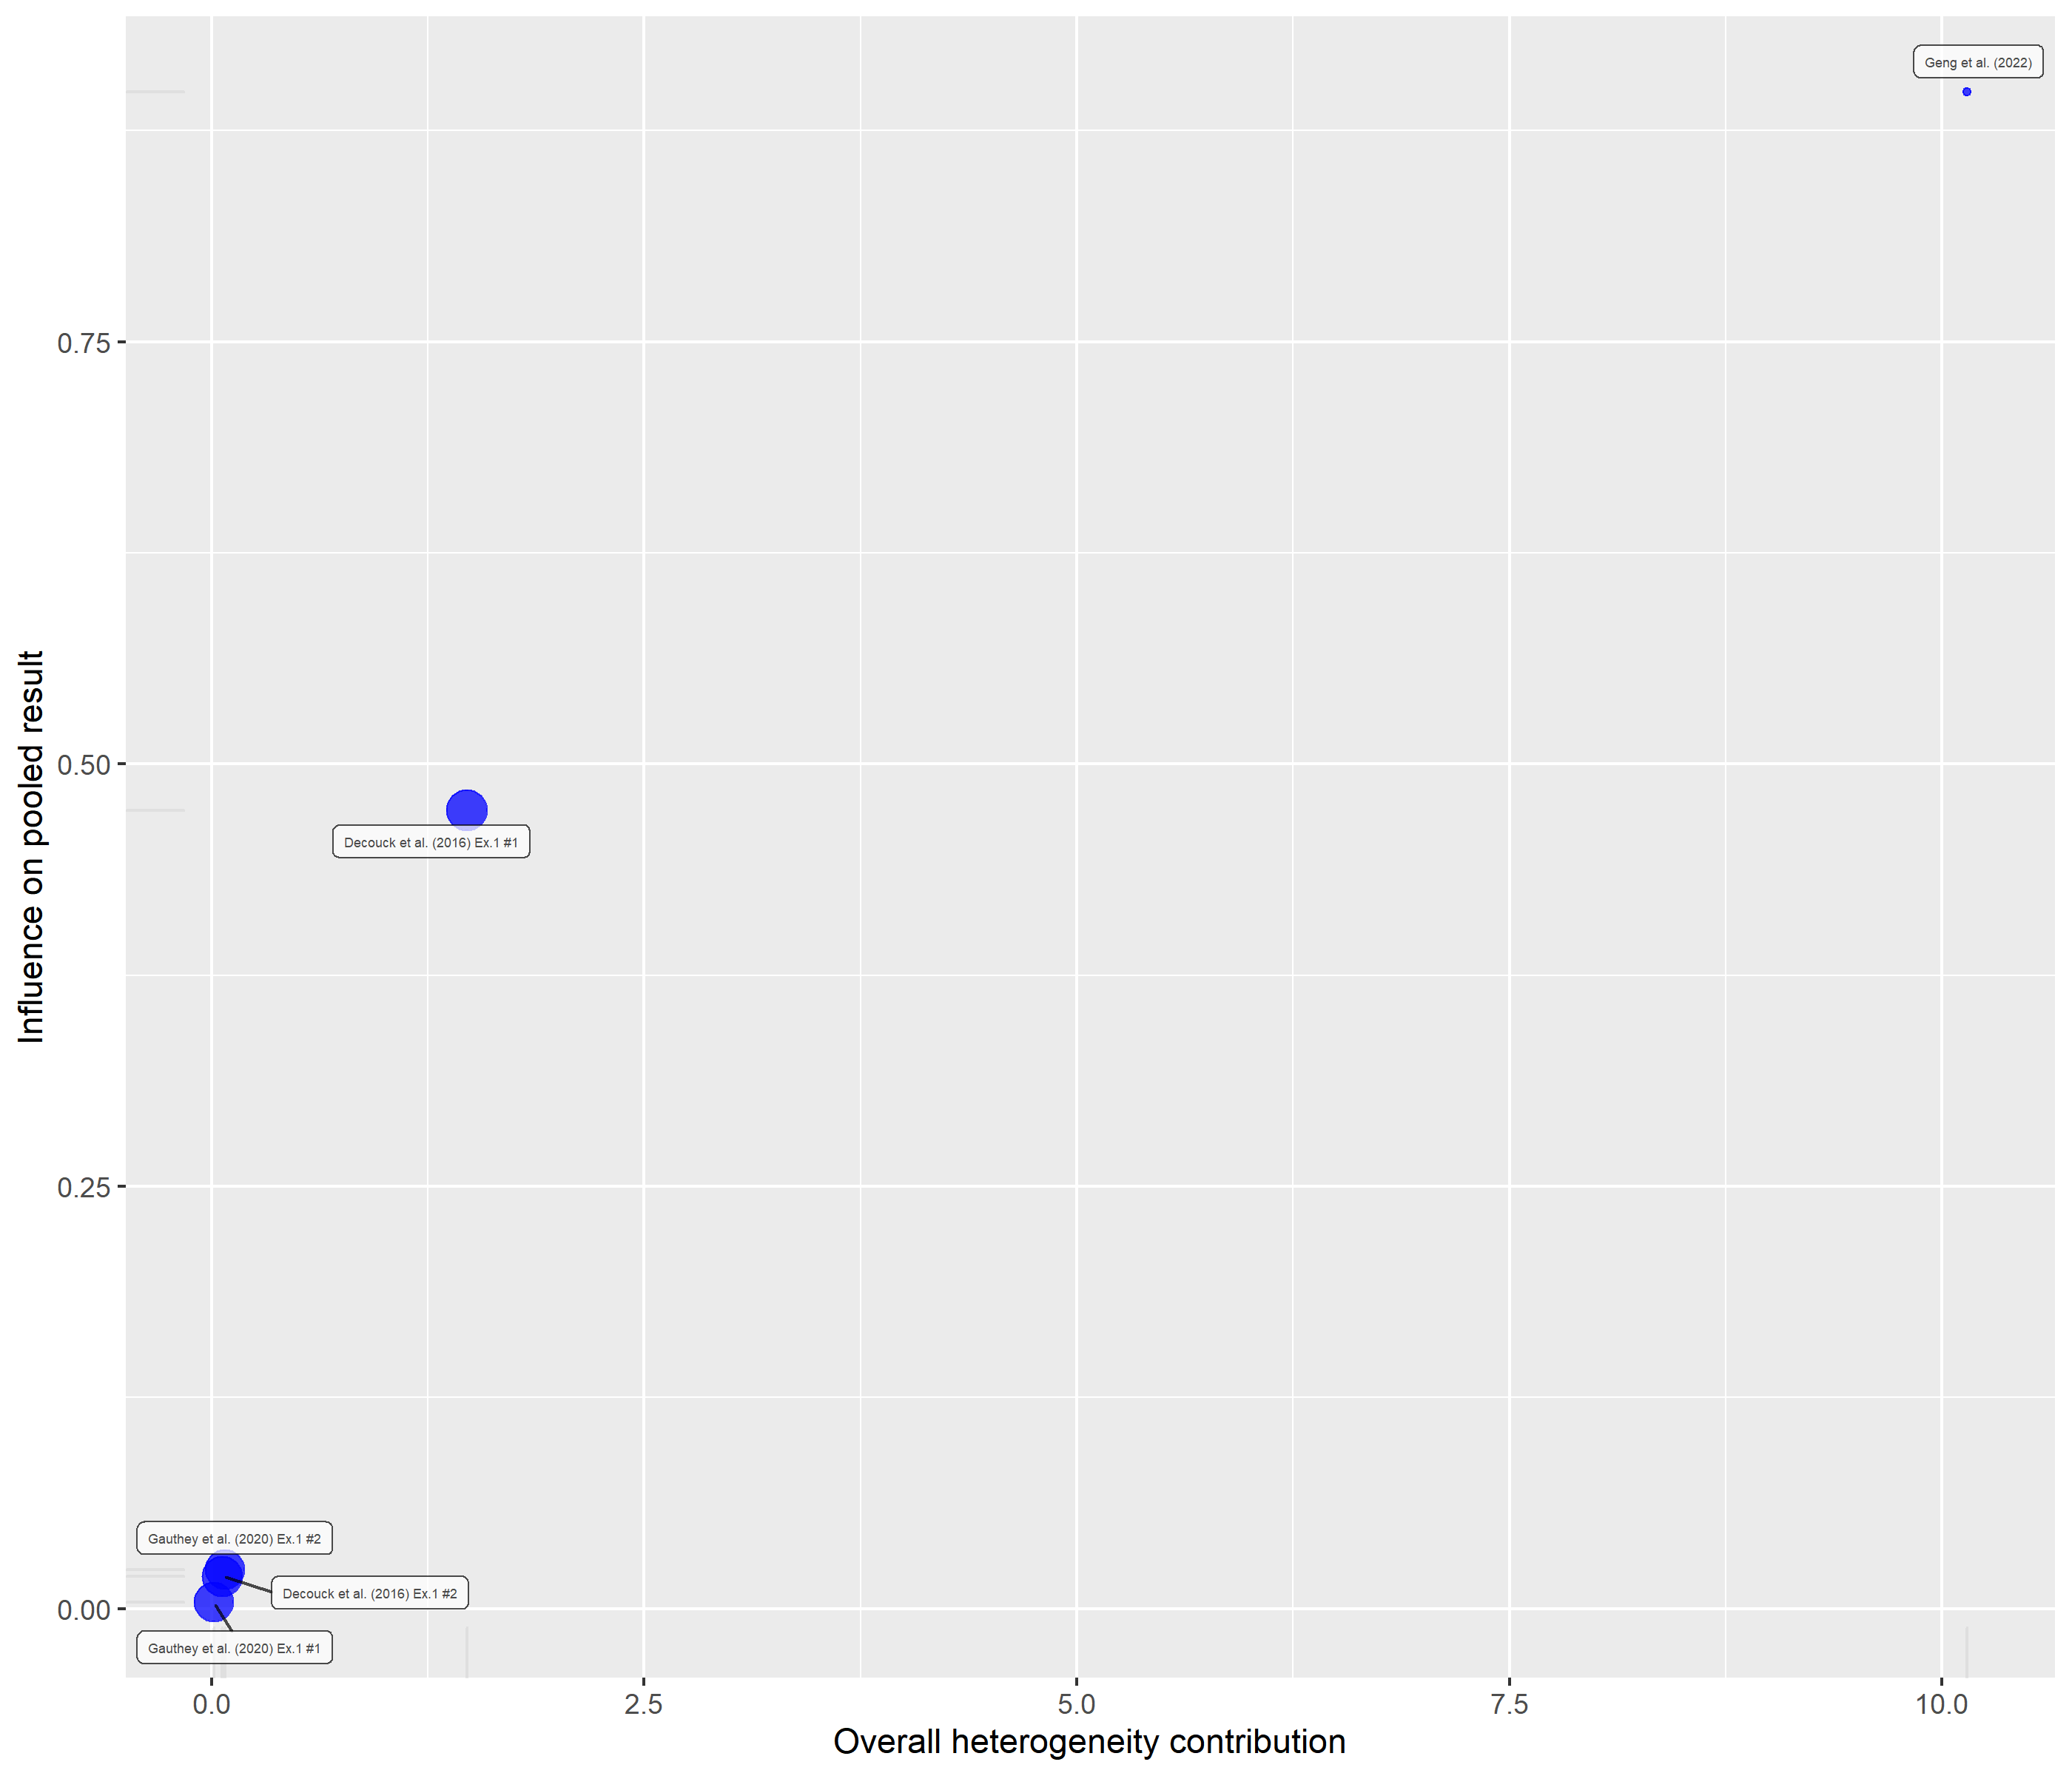 Geng et al. (2022)
0.75
0.50
Decouck et al. (2016) Ex.1 #1
Influence on pooled result
0.25
Gauthey et al. (2020) Ex.1 #2
Decouck et al. (2016) Ex.1 #2
0.00
Gauthey et al. (2020) Ex.1 #1
0.0 2.5 5.0 7.5 10.0
Overall heterogeneity contribution